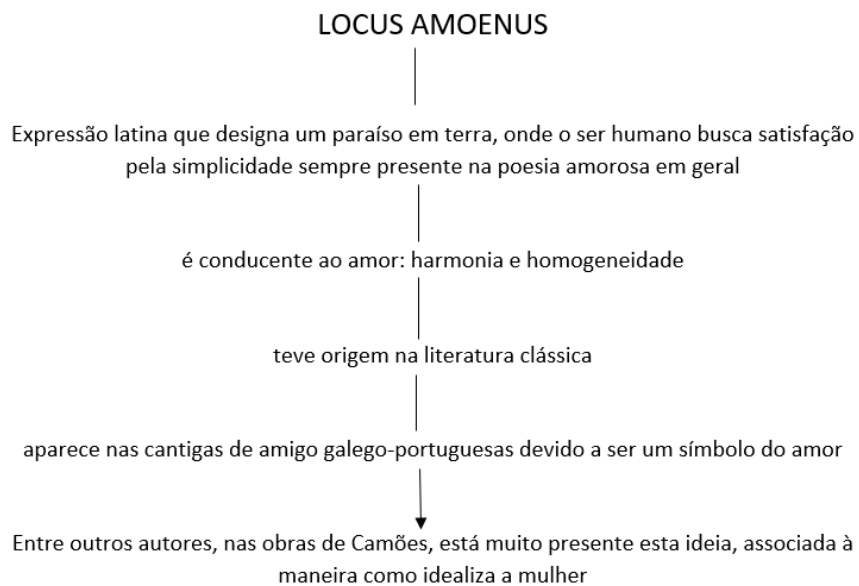 LOCUS AMOENUS
Expressão latina que designa um paraíso em terra, onde o ser humano busca satisfação
pela simplicidade sempre presente na poesia amorosa em geral
é conducente ao amor: harmonia e homogeneidade
teve origem na literatura clássica
aparece nas cantigas de amigo galego-portuguesas devido a ser um símbolo do amor
Entre outros autores, nas obras de Camões, está muito presente esta ideia, associada à
maneira como idealiza a mulher